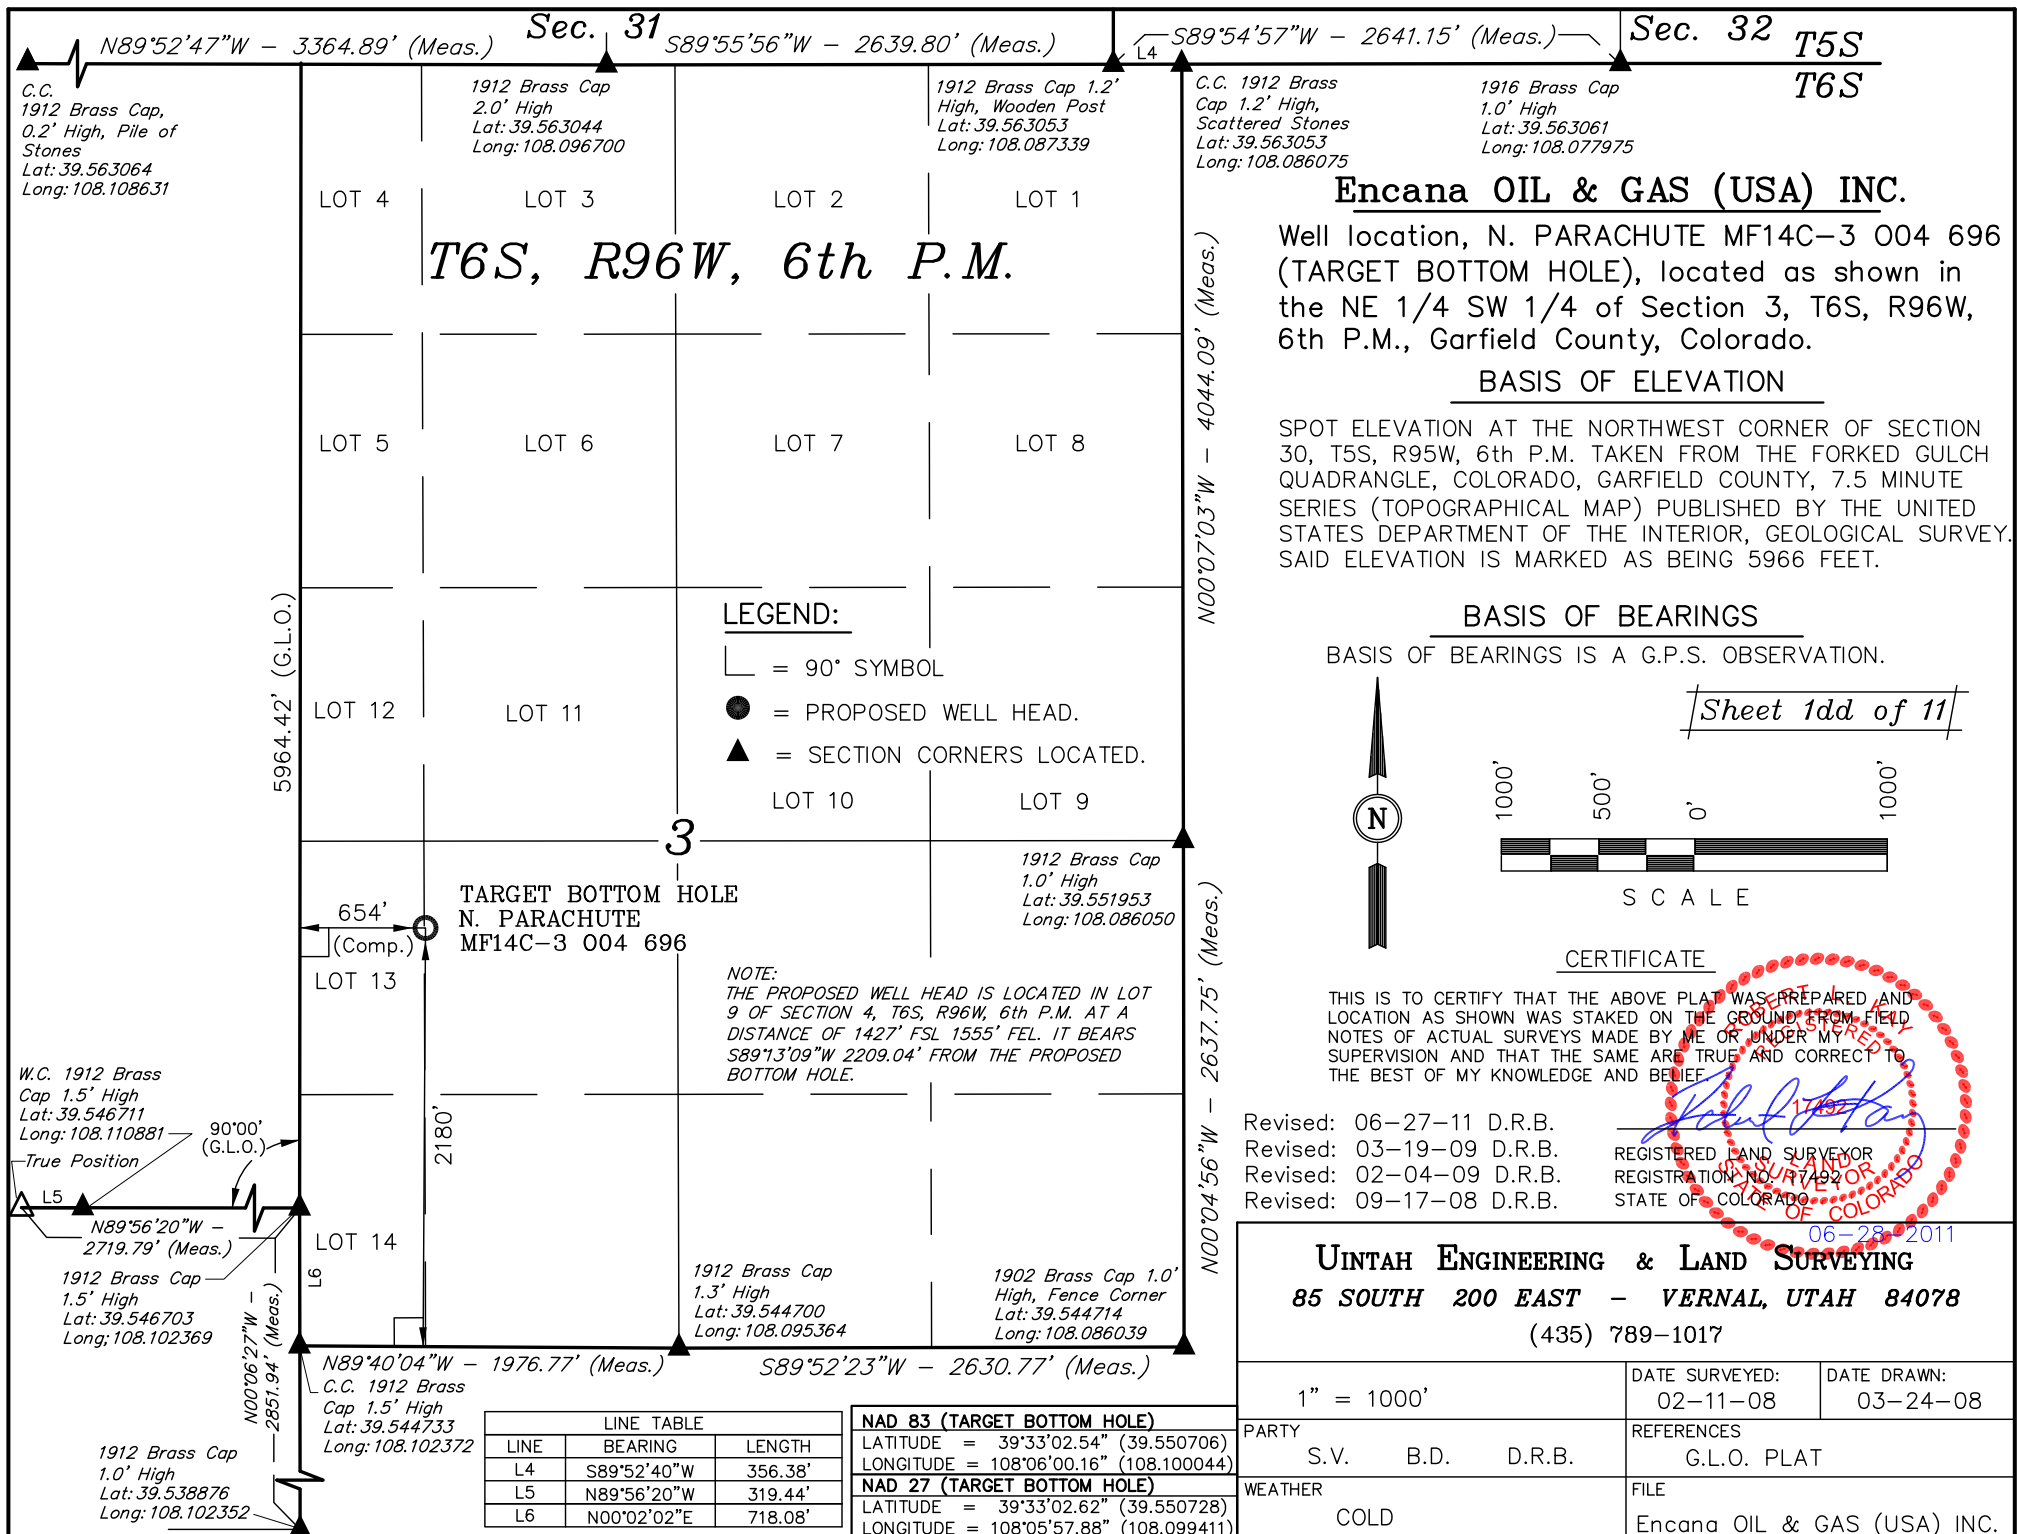 N89°52'47"W - 3364.89' (Meas.)
Sec. 31
S89°55'56"W - 2639.80' (Meas.)
L4
S89°54'57"W - 2641.15' (Meas.)
Sec. 32
T5S
T6S
C.C.
1912 Brass Cap,
0.2' High, Pile of
Stones
Lat: 39.563064
Long: 108.108631
1912 Brass Cap
2.0' High
Lat: 39.563044
Long: 108.096700
1912 Brass Cap 1.2'
High, Wooden Post
Lat: 39.563053
Long: 108.087339
C.C. 1912 Brass
Cap 1.2' High,
Scattered Stones
Lat: 39.563053
Long: 108.086075
1916 Brass Cap
1.0' High
Lat: 39.563061
Long: 108.077975
LOT 4
LOT 3
LOT 2
LOT 1
T6S, R96W, 6th P.M.
LOT 5
LOT 6
LOT 7
LOT 8
5964.42' (G.L.O.)
N00°07'03"W - 4044.09' (Meas.)
LEGEND:
= 90° SYMBOL
= PROPOSED WELL HEAD.
= SECTION CORNERS LOCATED.
LOT 12
LOT 11
LOT 10
LOT 9
3
1912 Brass Cap
1.0' High
Lat: 39.551953
Long: 108.086050
654'
(Comp.)
TARGET BOTTOM HOLE
N. PARACHUTE
MF14C-3 O04 696
LOT 13
NOTE:
THE PROPOSED WELL HEAD IS LOCATED IN LOT
9 OF SECTION 4, T6S, R96W, 6th P.M. AT A
DISTANCE OF 1427' FSL 1555' FEL. IT BEARS
S89°13'09"W 2209.04' FROM THE PROPOSED
BOTTOM HOLE.
N00°04'56"W - 2637.75' (Meas.)
2180'
W.C. 1912 Brass
Cap 1.5' High
Lat: 39.546711
Long: 108.110881
90°00'
(G.L.O.)
True Position
L5
N89°56'20"W -
2719.79' (Meas.)
1912 Brass Cap
1.5' High
Lat: 39.546703
Long; 108.102369
LOT 14
L6
N00°06'27"W -
2851.94' (Meas.)
1912 Brass Cap
1.3' High
Lat: 39.544700
Long: 108.095364
1902 Brass Cap 1.0'
High, Fence Corner
Lat: 39.544714
Long: 108.086039
N89°40'04"W - 1976.77' (Meas.)
S89°52'23"W - 2630.77' (Meas.)
C.C. 1912 Brass
Cap 1.5' High
Lat: 39.544733
Long: 108.102372
1912 Brass Cap
1.0' High
Lat: 39.538876
Long: 108.102352
LINE TABLE
LINE BEARING LENGTH
L4 S89°52'40"W 356.38'
L5 N89°56'20"W 319.44'
L6 N00°02'02"E 718.08'
NAD 83 (TARGET BOTTOM HOLE)
LATITUDE = 39°33'02.54" (39.550706)
LONGITUDE = 108°06'00.16" (108.100044)
NAD 27 (TARGET BOTTOM HOLE)
LATITUDE = 39°33'02.62" (39.550728)
LONGITUDE = 108°05'57.88" (108.099411)
Encana OIL & GAS (USA) INC.
Well location, N. PARACHUTE MF14C-3 O04 696
(TARGET BOTTOM HOLE), located as shown in
the NE 1/4 SW 1/4 of Section 3, T6S, R96W,
6th P.M., Garfield County, Colorado.
BASIS OF ELEVATION
SPOT ELEVATION AT THE NORTHWEST CORNER OF SECTION
30, T5S, R95W, 6th P.M. TAKEN FROM THE FORKED GULCH
QUADRANGLE, COLORADO, GARFIELD COUNTY, 7.5 MINUTE
SERIES (TOPOGRAPHICAL MAP) PUBLISHED BY THE UNITED
STATES DEPARTMENT OF THE INTERIOR, GEOLOGICAL SURVEY.
SAID ELEVATION IS MARKED AS BEING 5966 FEET.
BASIS OF BEARINGS
BASIS OF BEARINGS IS A G.P.S. OBSERVATION.
Sheet 1dd of 11
N
1000'
500'
0'
1000'
SCALE
CERTIFICATE
THIS IS TO CERTIFY THAT THE ABOVE PLAT WAS PREPARED AND
LOCATION AS SHOWN WAS STAKED ON THE GROUND FROM FIELD
NOTES OF ACTUAL SURVEYS MADE BY ME OR UNDER MY
SUPERVISION AND THAT THE SAME ARE TRUE AND CORRECT TO
THE BEST OF MY KNOWLEDGE AND BELIEF.
ROBERT L. KAY
REGISTERED
17492
LAND
SURVEYOR
STATE OF COLORADO
Robert L. Kay
Revised: 06-27-11 D.R.B.
Revised: 03-19-09 D.R.B.
Revised: 02-04-09 D.R.B.
Revised: 09-17-08 D.R.B.
REGISTERED LAND SURVEYOR
REGISTRATION NO. 17492
STATE OF COLORADO
06-28-2011
UINTAH ENGINEERING & LAND SURVEYING
85 SOUTH 200 EAST - VERNAL, UTAH 84078
(435) 789-1017
1" = 1000'
DATE SURVEYED:
02-11-08
DATE DRAWN:
03-24-08
PARTY
S.V. B.D. D.R.B.
REFERENCES
G.L.O. PLAT
WEATHER
COLD
FILE
Encana OIL & GAS (USA) INC.